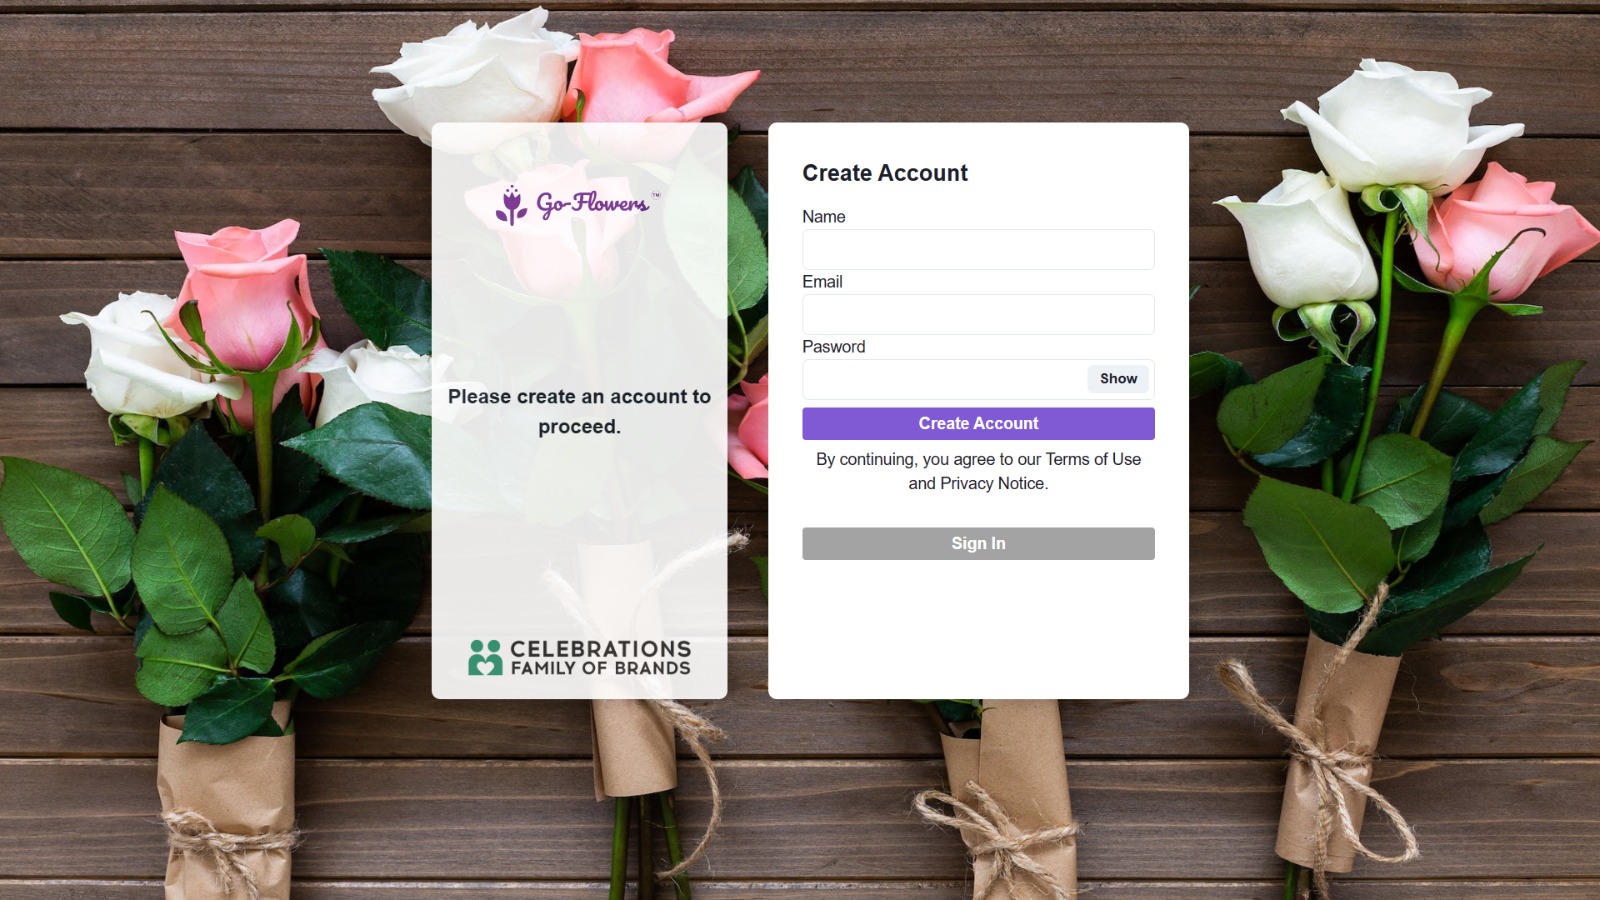 Go-Flowers™
Please create an account to
proceed.
CELEBRATIONS
FAMILY OF BRANDS
Create Account
Name
Email
Pasword
Show
Create Account
By continuing, you agree to our Terms of Use
and Privacy Notice.
Sign In